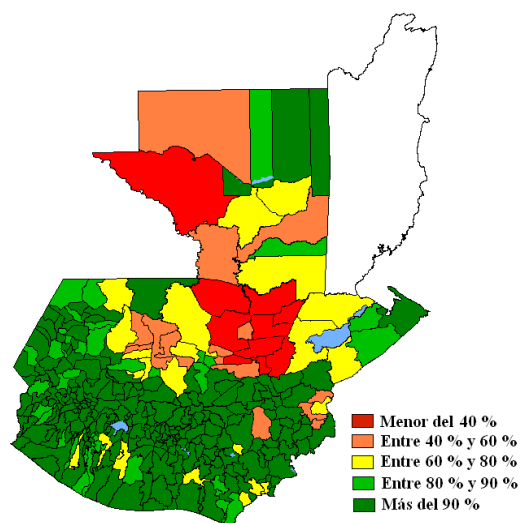 Menor del 40 %
Entre 40 % y 60 %
Entre 60 % y 80 %
Entre 80 % y 90 %
Más del 90 %